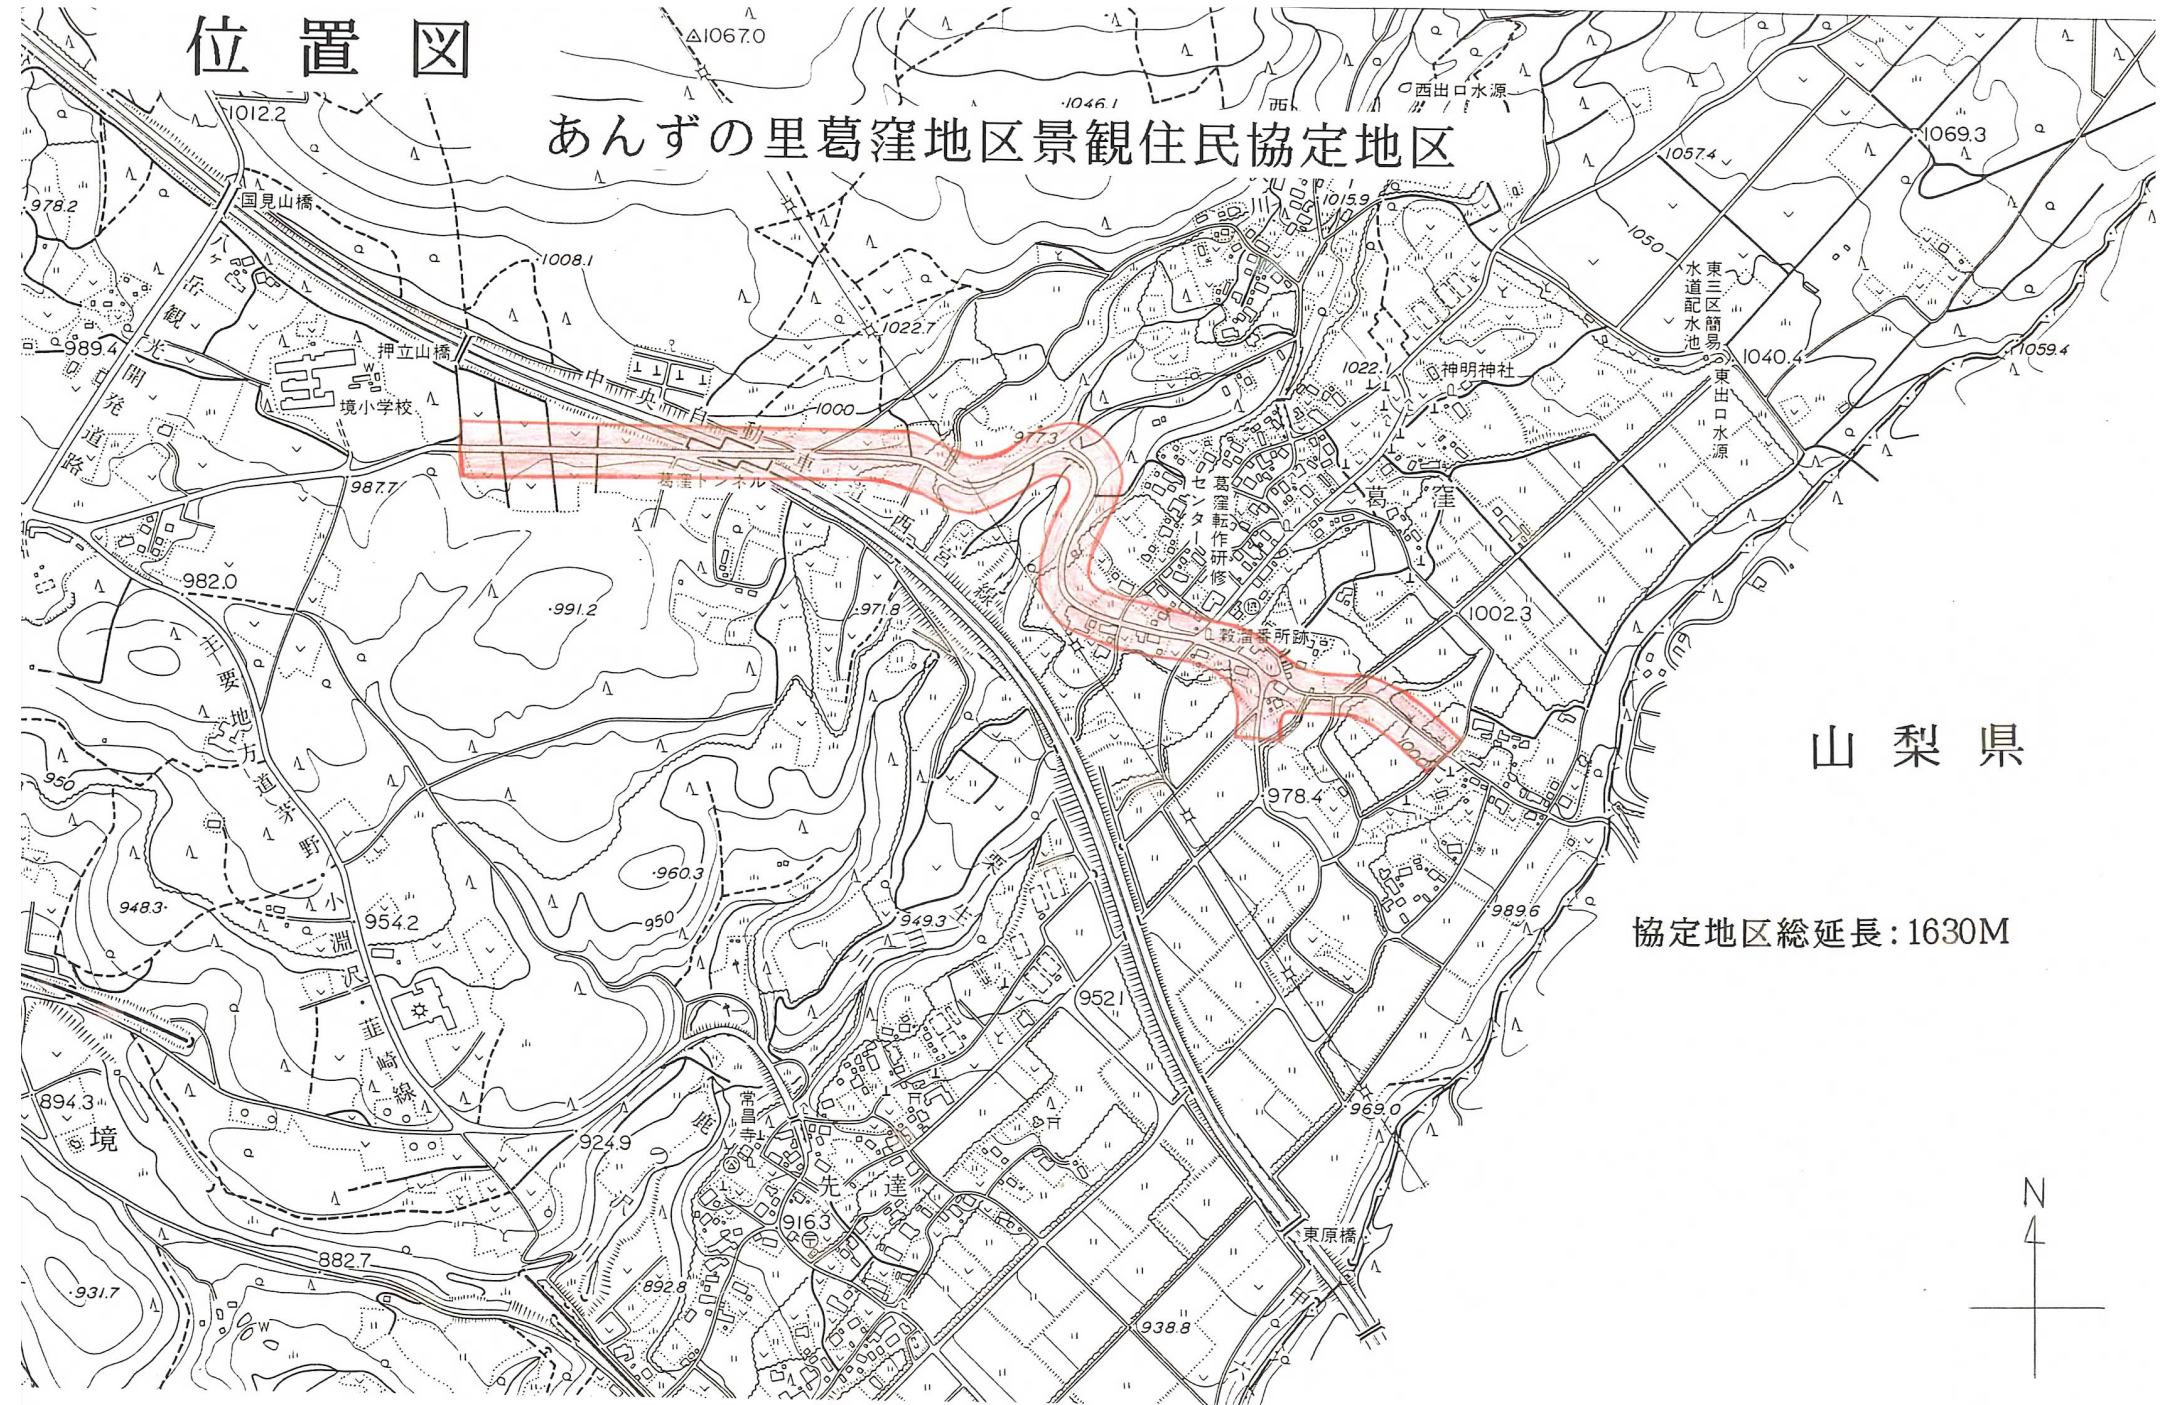 位置図
あんずの里葛窪地区景観住民協定地区
△1067.0
・1046.1
西出口水源
1012.2
1069.3
1057.4
978.2
国見山橋
1015.9
川
1050
1008.1
八ヶ岳観光開発道路
東三区簡易
水道配水池
1022.7
989.4
押立山橋
中央自動車道西宮線
1040.4
1059.4
1022.1
神明神社
東出口水源
境小学校
1000
977.3
葛窪トンネル
987.7
葛窪転作研修
センター
葛窪
982.0
・991.2
・971.8
1002.3
穀溜番所跡
主要地方道茅野・小淵沢・韮崎線
山梨県
950
978.4
・960.3
948.3・
954.2
950
949.3
989.6
協定地区総延長：1630M
952.1
894.3
境
常昌寺
969.0
924.9
鹿の沢
先達
916.3
東原橋
882.7
・931.7
892.8
938.8
N